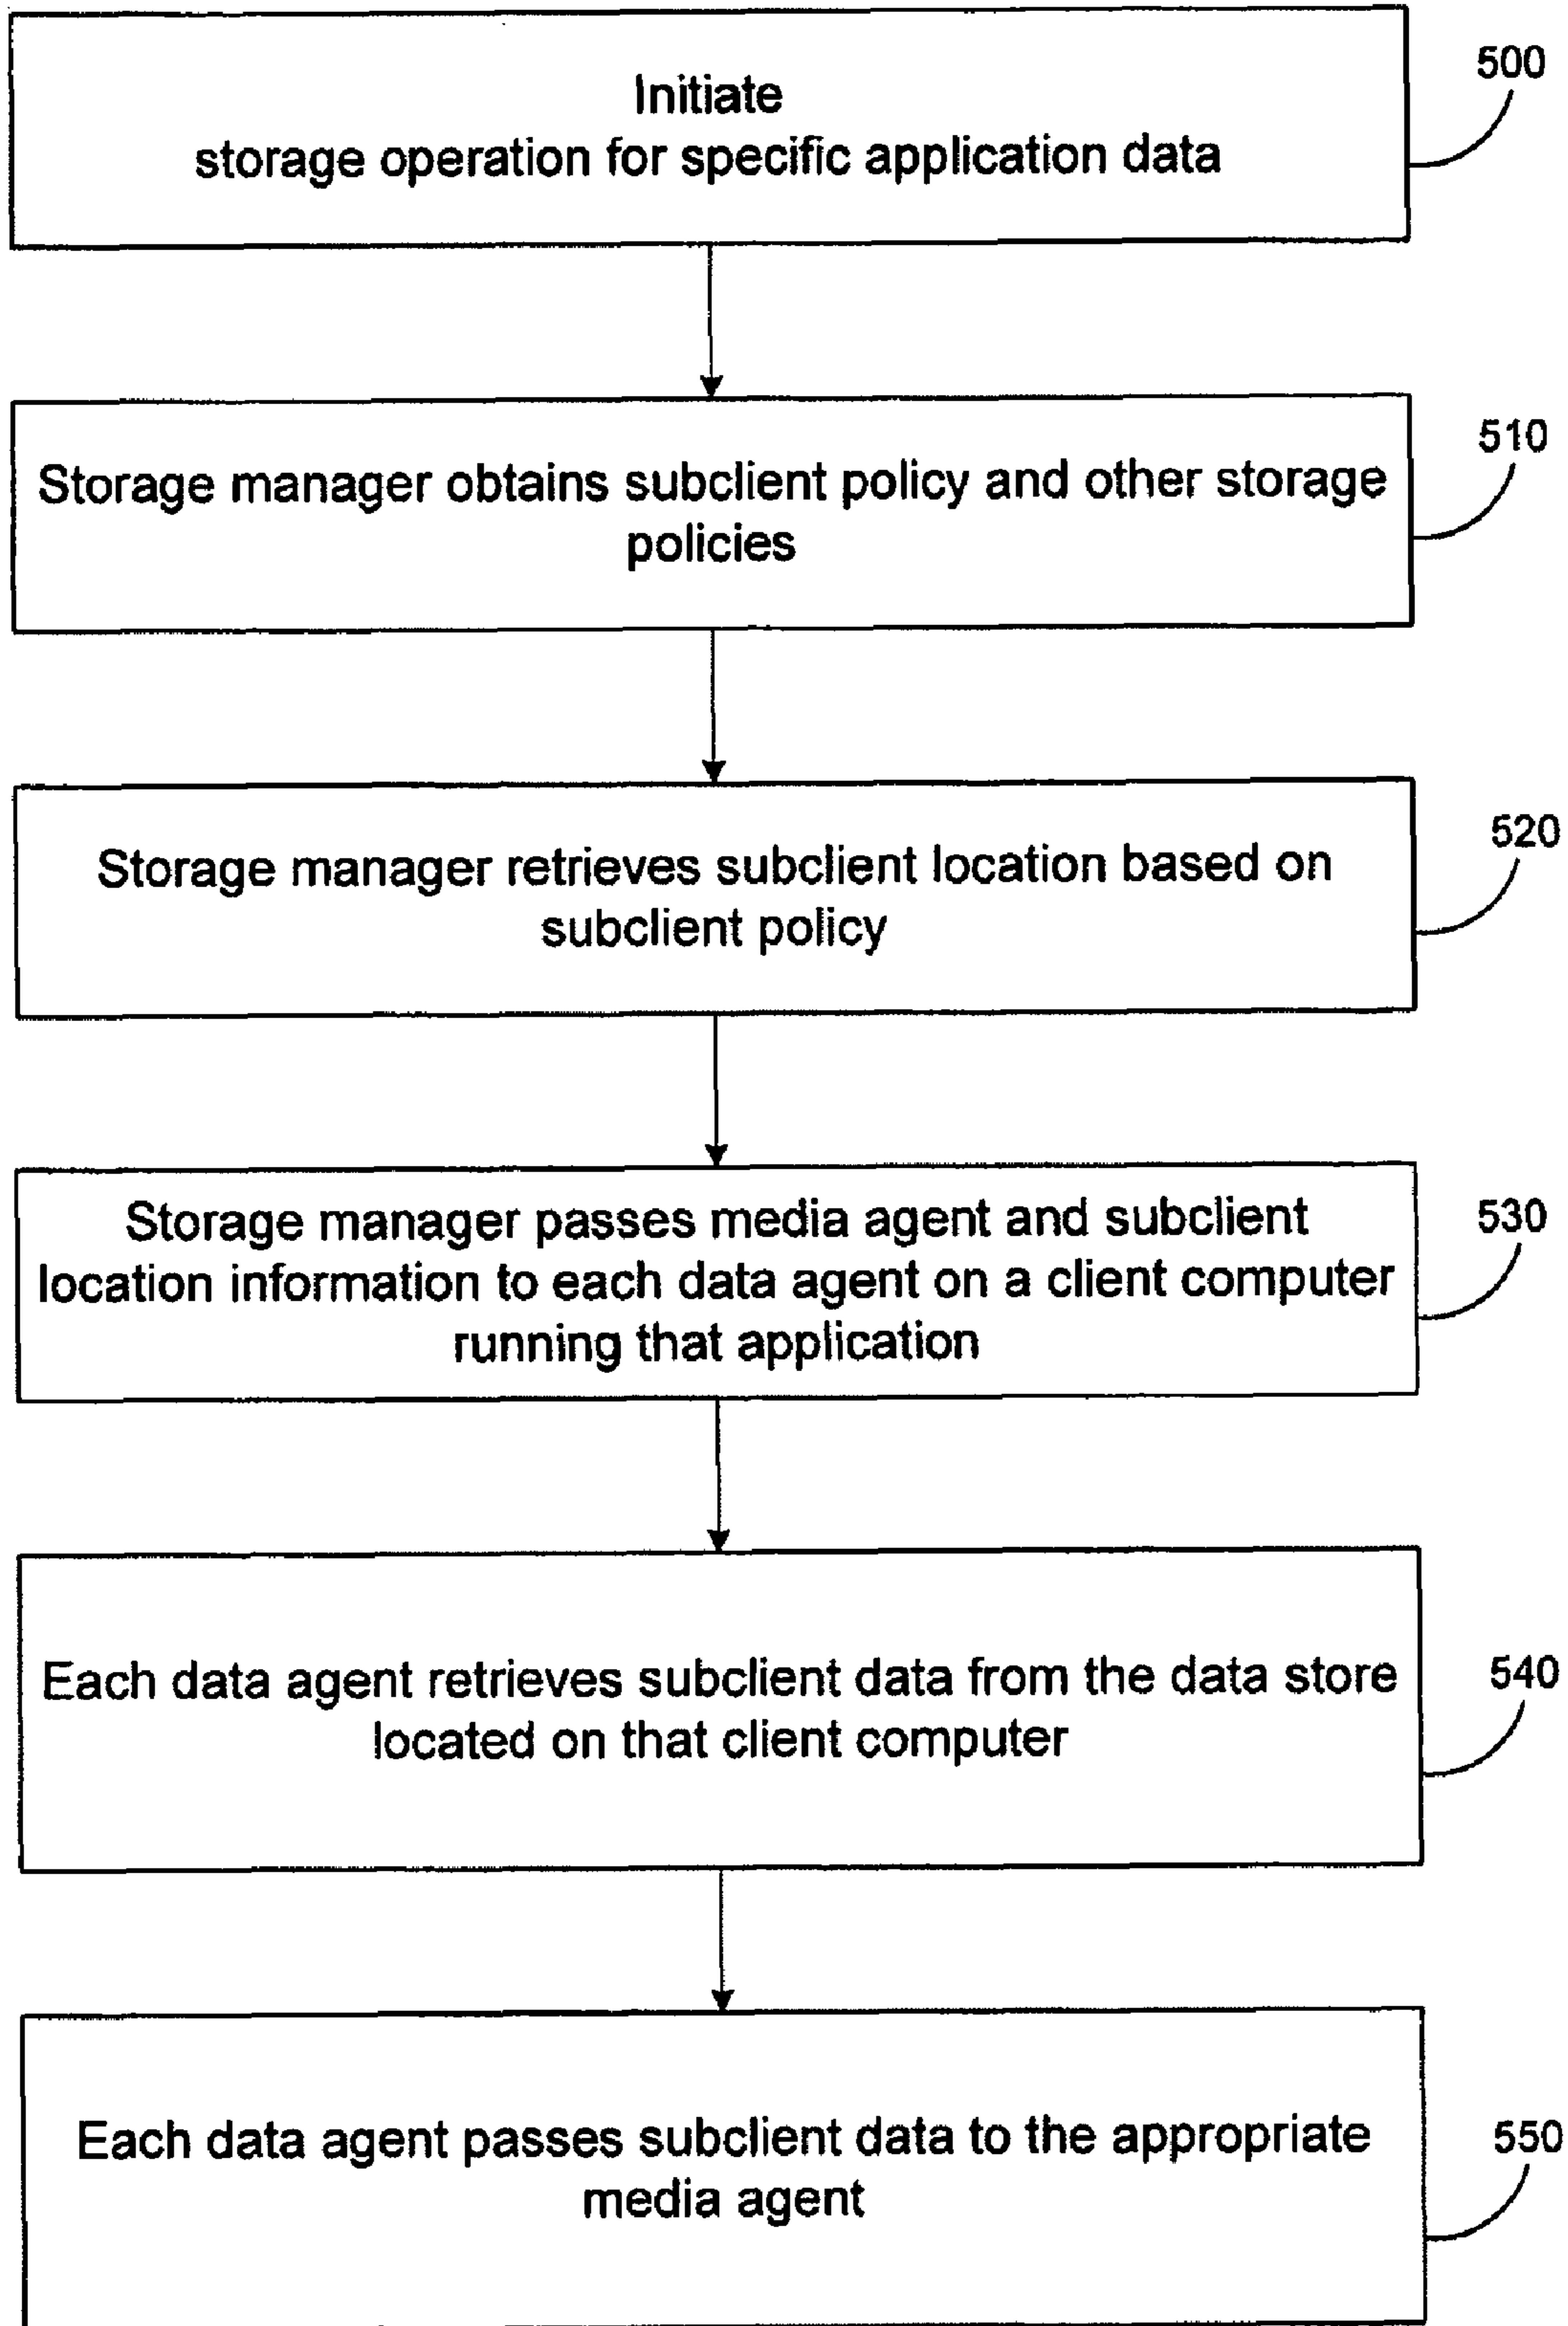 Initiate
storage operation for specific application data
500
Storage manager obtains subclient policy and other storage
policies
510
Storage manager retrieves subclient location based on
subclient policy
520
Storage manager passes media agent and subclient
location information to each data agent on a client computer
running that application
530
Each data agent retrieves subclient data from the data store
located on that client computer
540
Each data agent passes subclient data to the appropriate
media agent
550